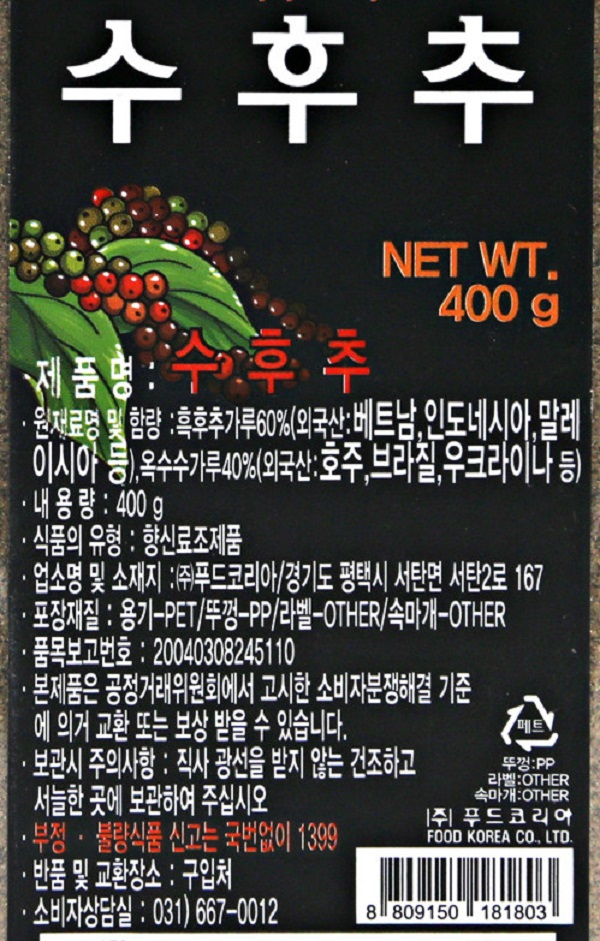 수후추
NET WT.
400 g
· 제 품 명 : 수 후 추
· 원재료명 및 함량 : 흑후추가루60%(외국산:베트남,인도네시아,말레
이시아 등),옥수수가루40%(외국산:호주,브라질,우크라이나 등)
· 내 용 량 : 400 g
· 식품의 유형 : 향신료조제품
· 업소명 및 소재지 : ㈜푸드코리아/경기도 평택시 서탄면 서탄2로 167
· 포장재질 : 용기-PET/뚜껑-PP/라벨-OTHER/속마개-OTHER
· 품목보고번호 : 20040308245110
· 본제품은 공정거래위원회에서 고시한 소비자분쟁해결 기준
에 의거 교환 또는 보상 받을 수 있습니다.
· 보관시 주의사항 : 직사 광선을 받지 않는 건조하고
서늘한 곳에 보관하여 주십시오
· 부정 · 불량식품 신고는 국번없이 1399
· 반품 및 교환장소 : 구입처
· 소비자상담실 : 031) 667-0012
페트
뚜껑:PP
라벨:OTHER
속마개:OTHER
(주) 푸드코리아
FOOD KOREA CO., LTD.
8 809150 181803